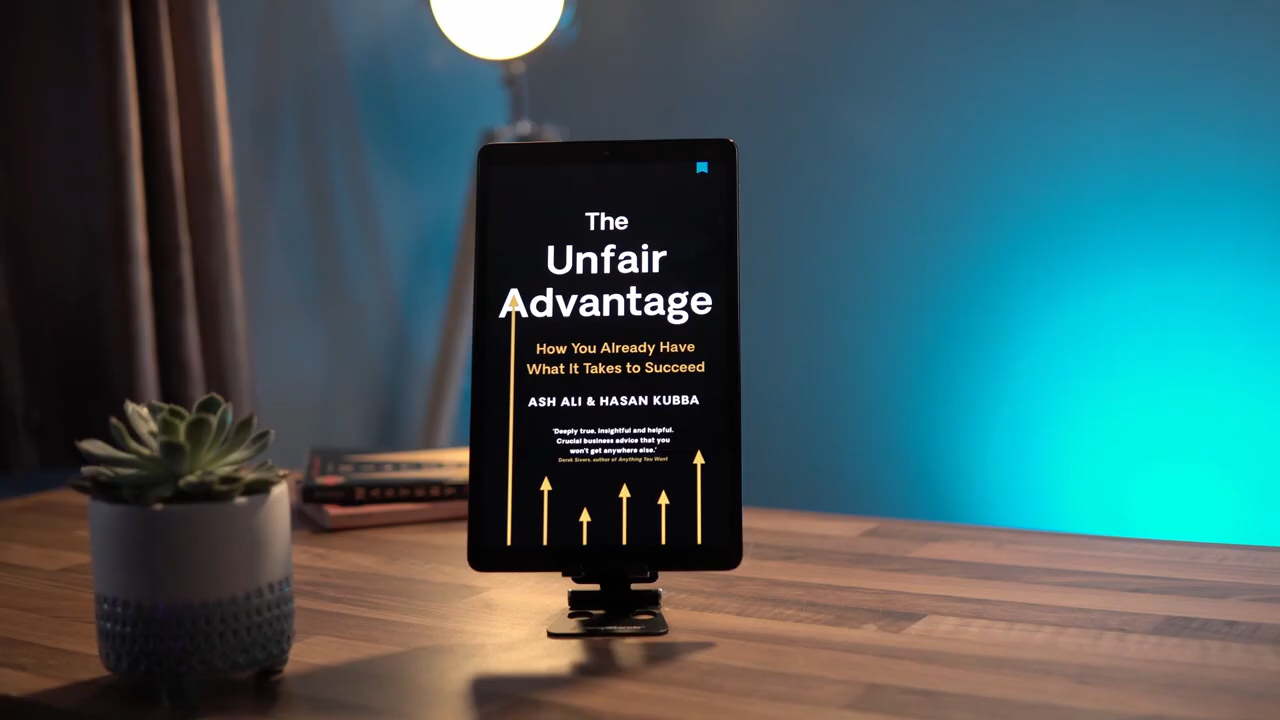 The
Unfair
Advantage
How You Already Have
What It Takes to Succeed
ASH ALI & HASAN KUBBA
'Deeply true, insightful and helpful.
Crucial business advice that you
won't get anywhere else.'
Derek Sivers, author of Anything You Want